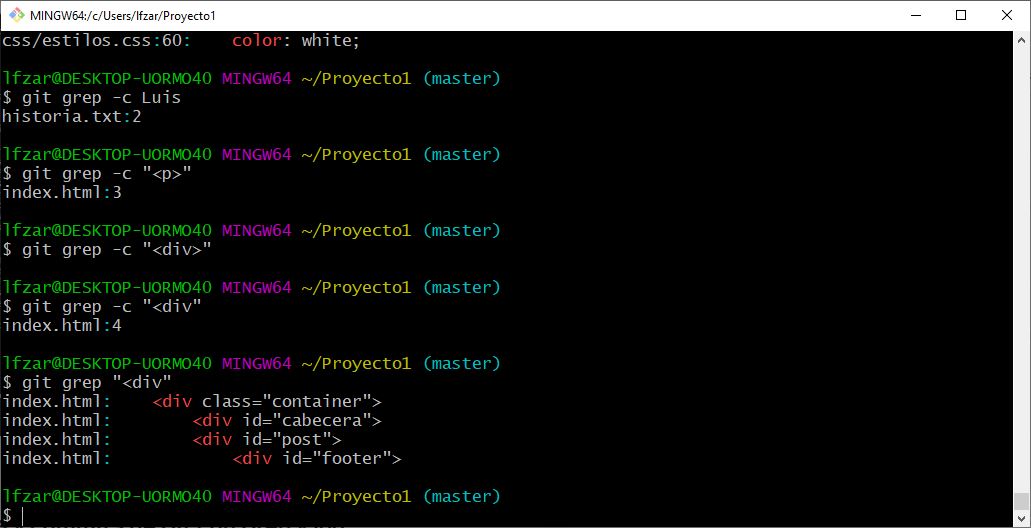 MINGW64:/c/Users/lfzar/Proyecto1
css/estilos.css:60:    color: white;
lfzar@DESKTOP-UORMO40 MINGW64 ~/Proyecto1 (master)
$ git grep -c Luis
historia.txt:2
lfzar@DESKTOP-UORMO40 MINGW64 ~/Proyecto1 (master)
$ git grep -c "<p>"
index.html:3
lfzar@DESKTOP-UORMO40 MINGW64 ~/Proyecto1 (master)
$ git grep -c "<div>"
lfzar@DESKTOP-UORMO40 MINGW64 ~/Proyecto1 (master)
$ git grep -c "<div"
index.html:4
lfzar@DESKTOP-UORMO40 MINGW64 ~/Proyecto1 (master)
$ git grep "<div"
index.html:    <div class="container">
index.html:        <div id="cabecera">
index.html:        <div id="post">
index.html:            <div id="footer">
lfzar@DESKTOP-UORMO40 MINGW64 ~/Proyecto1 (master)
$